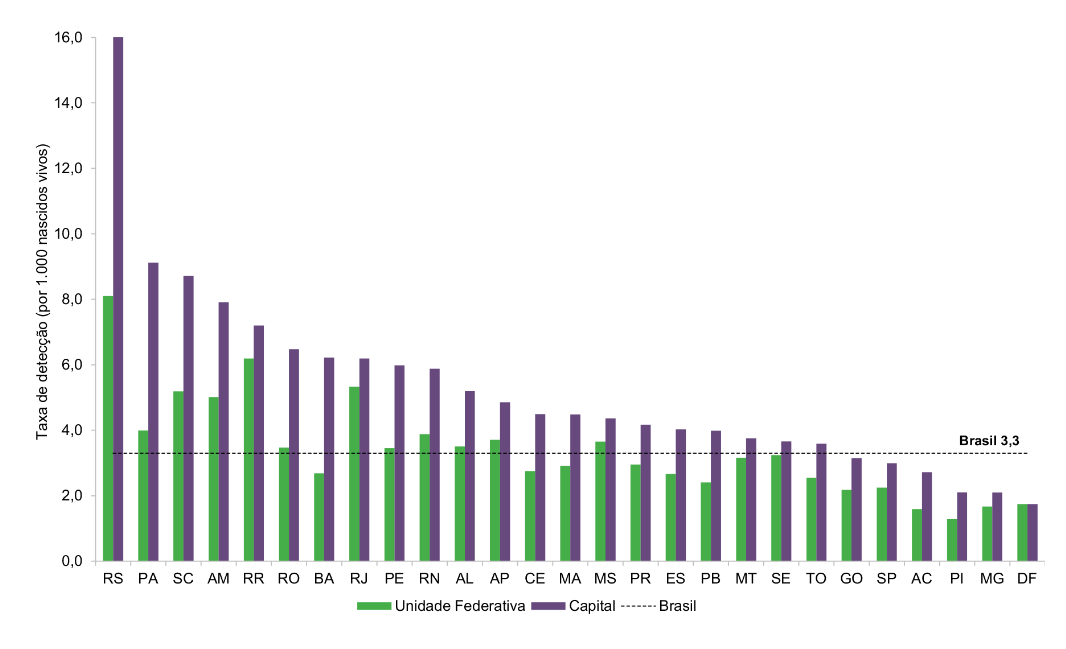 Taxa de detecção (por 1.000 nascidos vivos)
16,0
14,0
12,0
10,0
8,0
6,0
4,0
2,0
0,0
Brasil 3,3
RS PA SC AM RR RO BA RJ PE RN AL AP CE MA MS PR ES PB MT SE TO GO SP AC PI MG DF
Unidade Federativa Capital Brasil